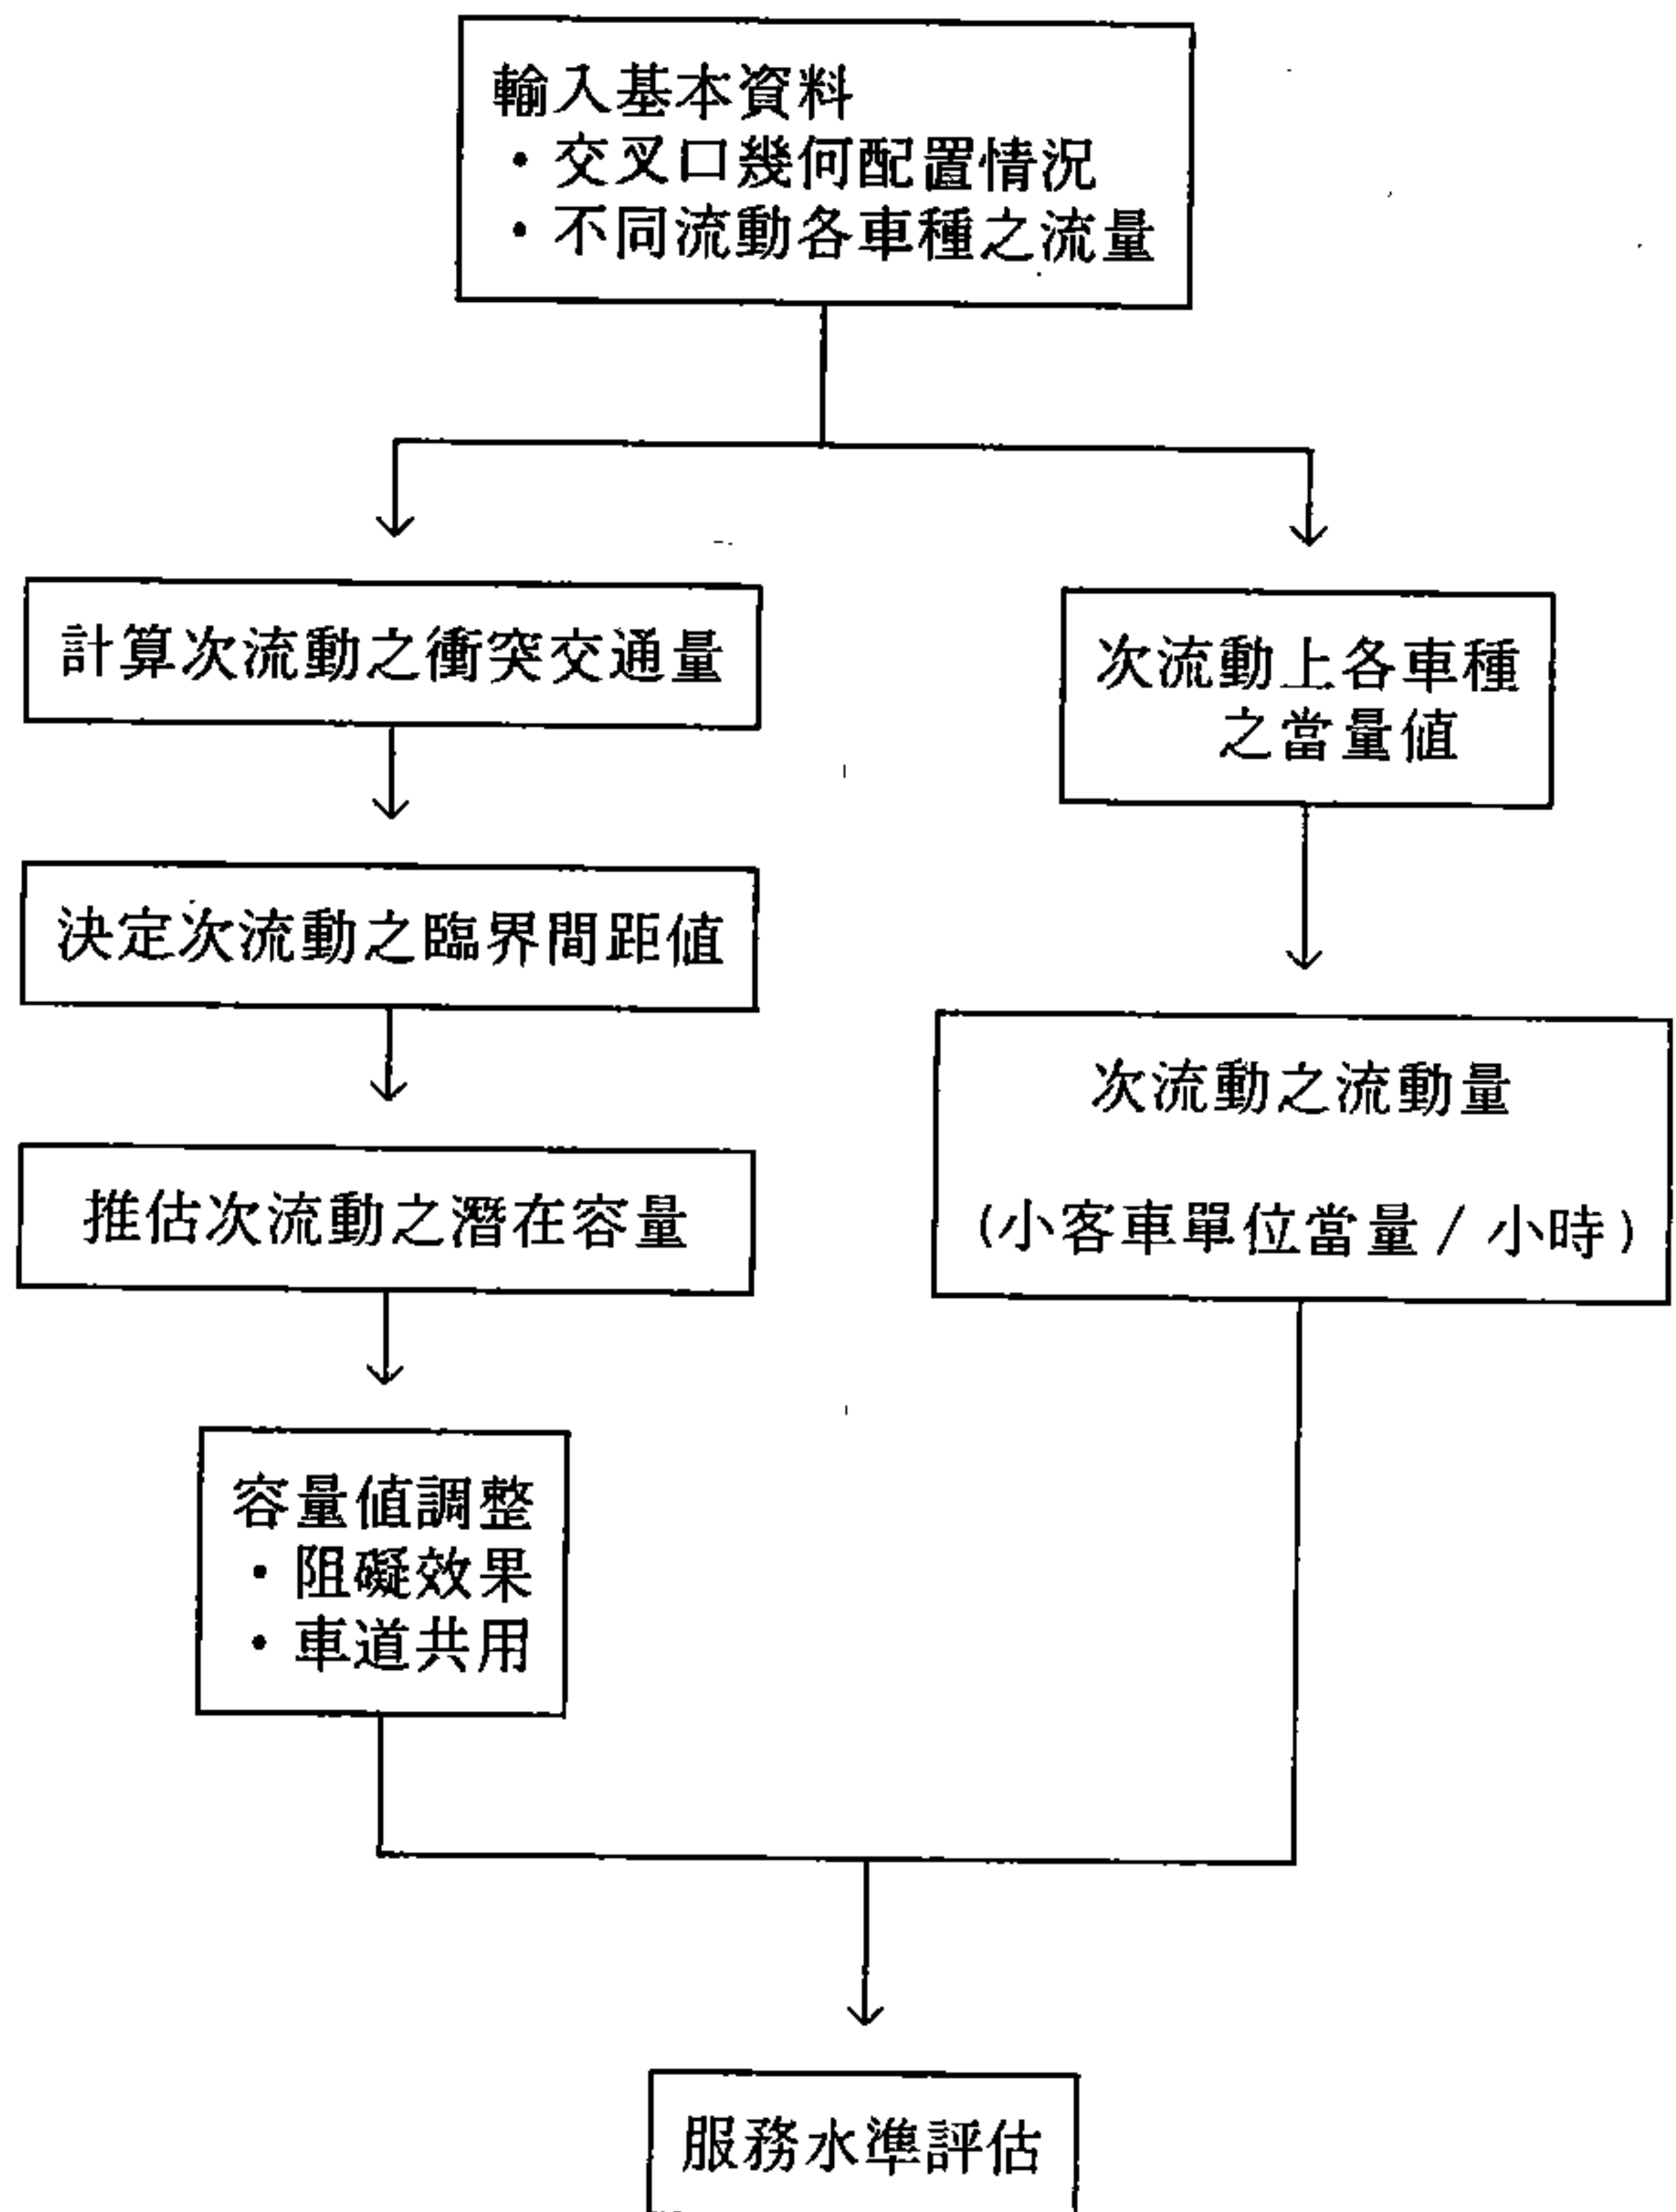 輸入基本資料
・交叉口幾何配置情況
・不同流動各車種之流量
計算次流動之衝突交通量
決定次流動之臨界間距值
推估次流動之潛在容量
容量值調整
・阻礙效果
・車道共用
次流動上各車種
之當量值
次流動之流動量
(小客車單位當量/小時)
服務水準評估